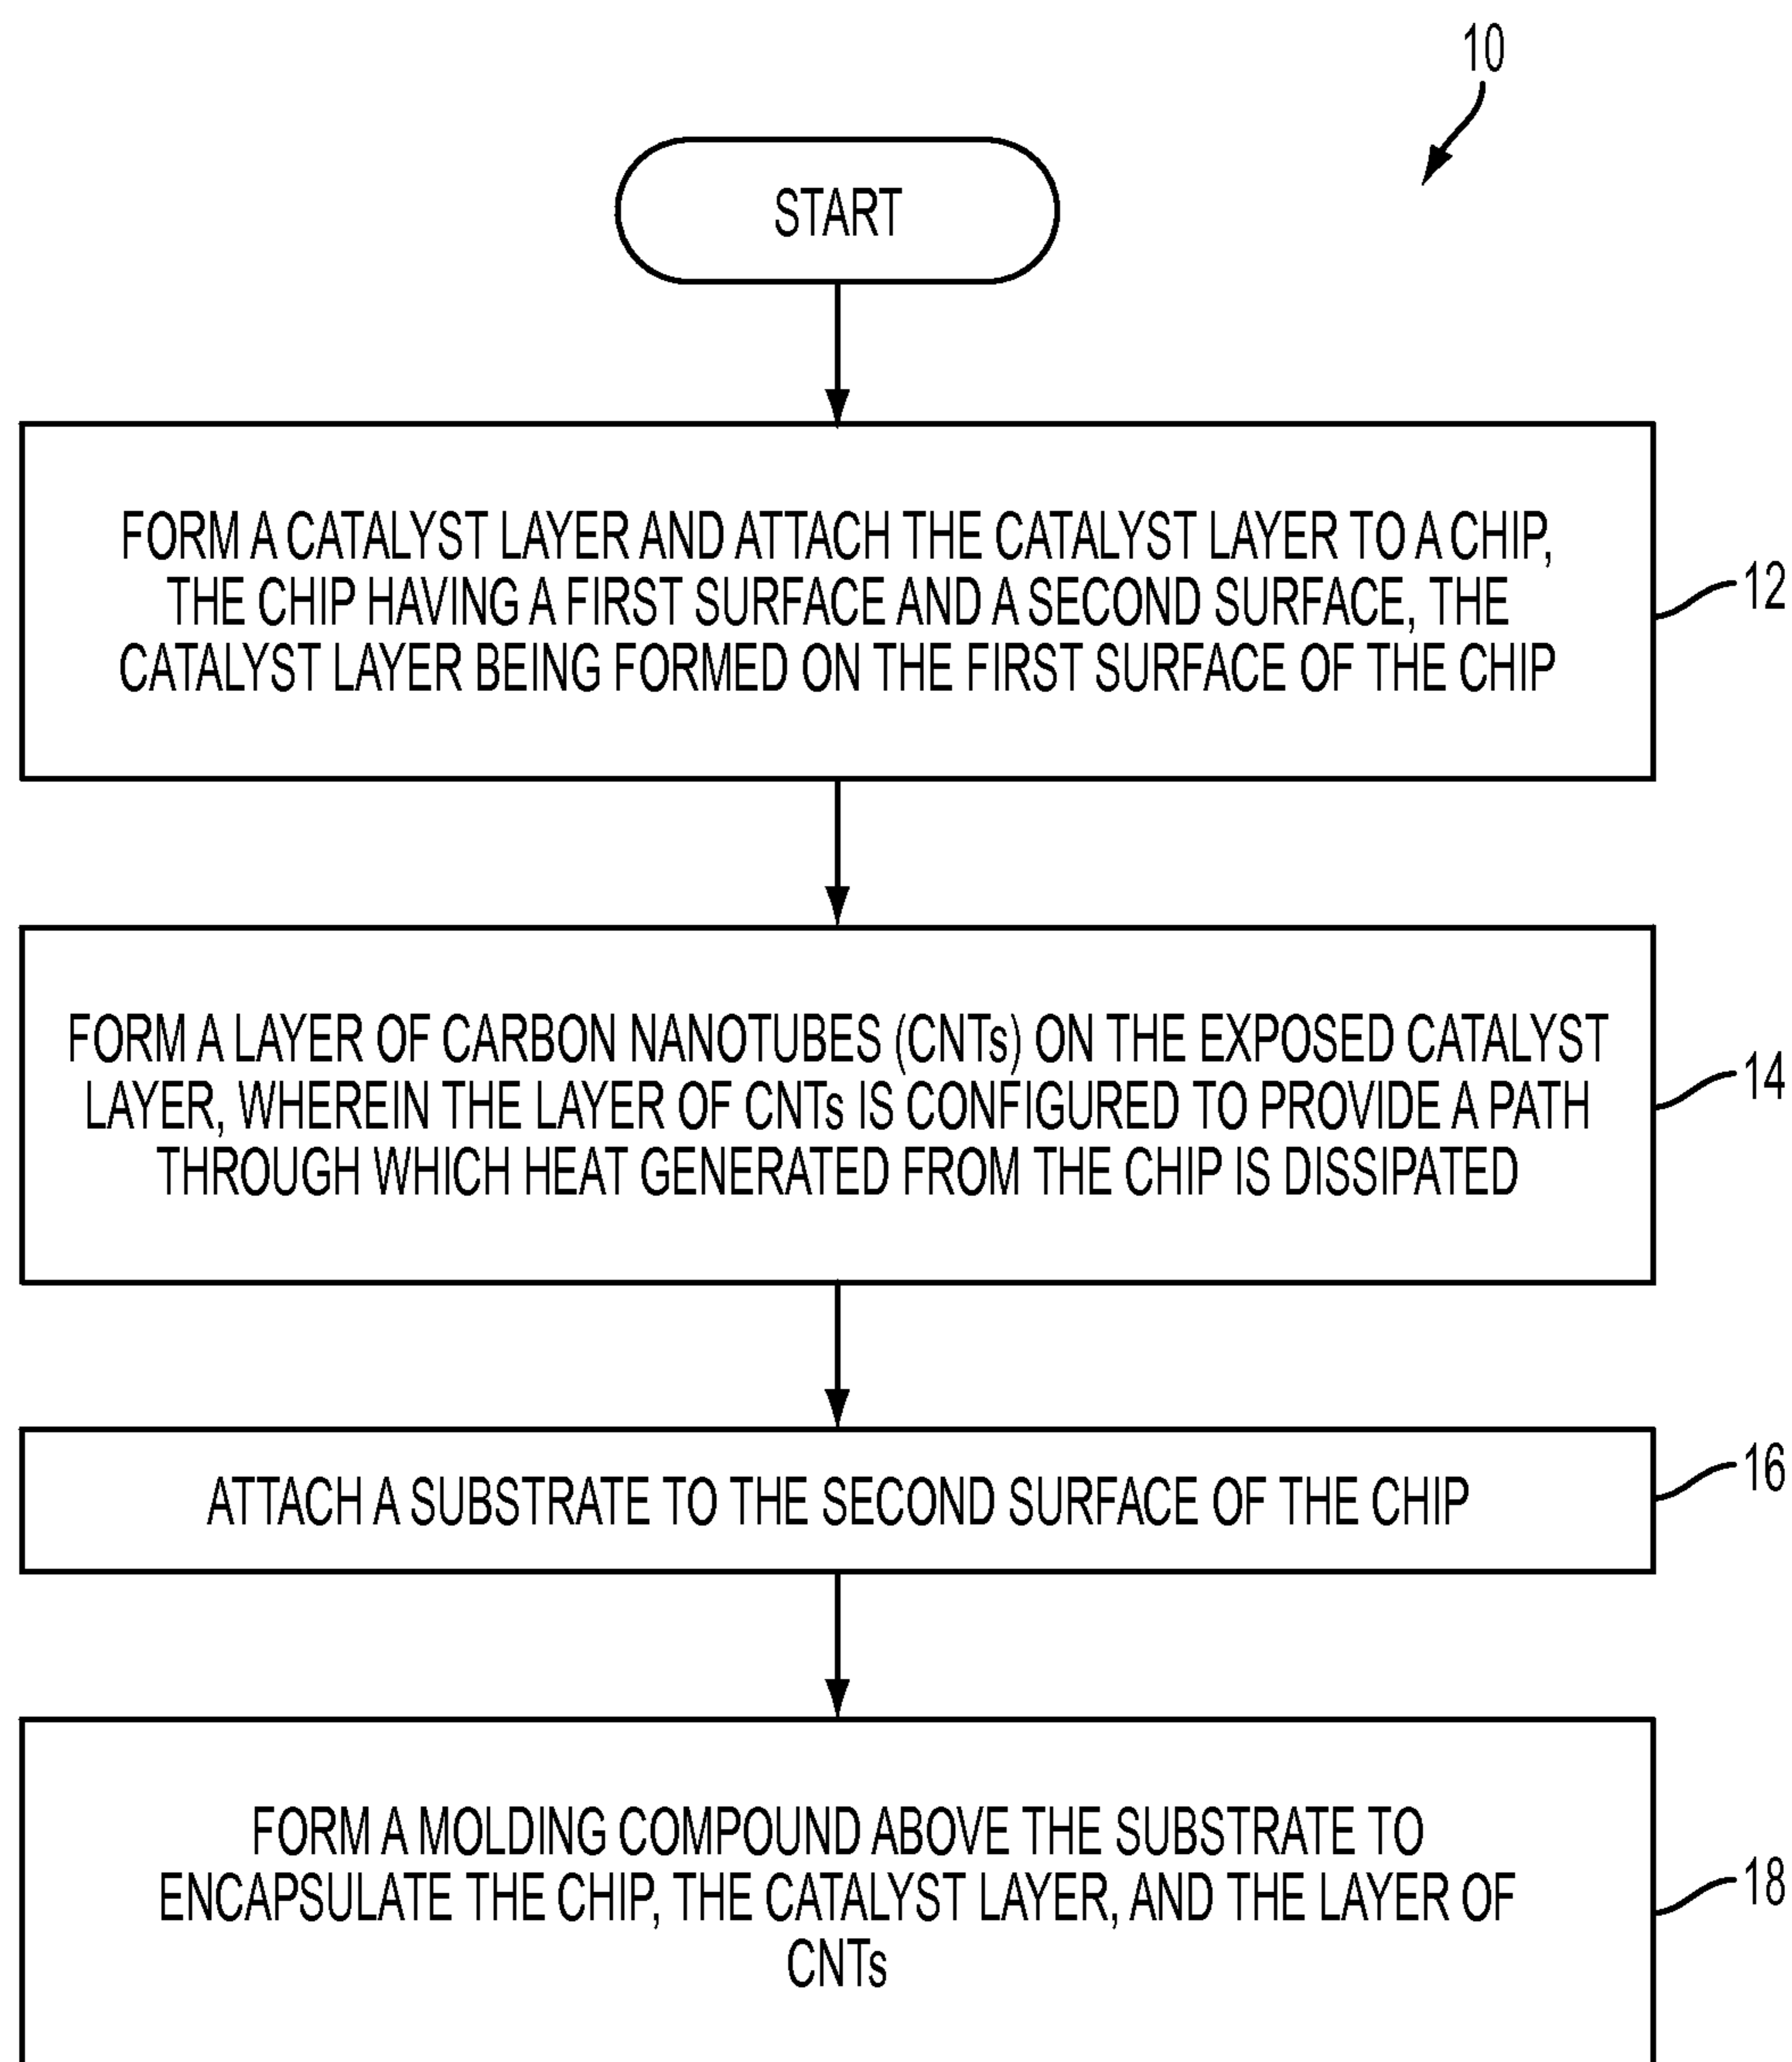 10
START
FORM A CATALYST LAYER AND ATTACH THE CATALYST LAYER TO A CHIP,
THE CHIP HAVING A FIRST SURFACE AND A SECOND SURFACE, THE
CATALYST LAYER BEING FORMED ON THE FIRST SURFACE OF THE CHIP
12
FORM A LAYER OF CARBON NANOTUBES (CNTs) ON THE EXPOSED CATALYST
LAYER, WHEREIN THE LAYER OF CNTs IS CONFIGURED TO PROVIDE A PATH
THROUGH WHICH HEAT GENERATED FROM THE CHIP IS DISSIPATED
14
ATTACH A SUBSTRATE TO THE SECOND SURFACE OF THE CHIP
16
FORM A MOLDING COMPOUND ABOVE THE SUBSTRATE TO
ENCAPSULATE THE CHIP, THE CATALYST LAYER, AND THE LAYER OF
CNTs
18